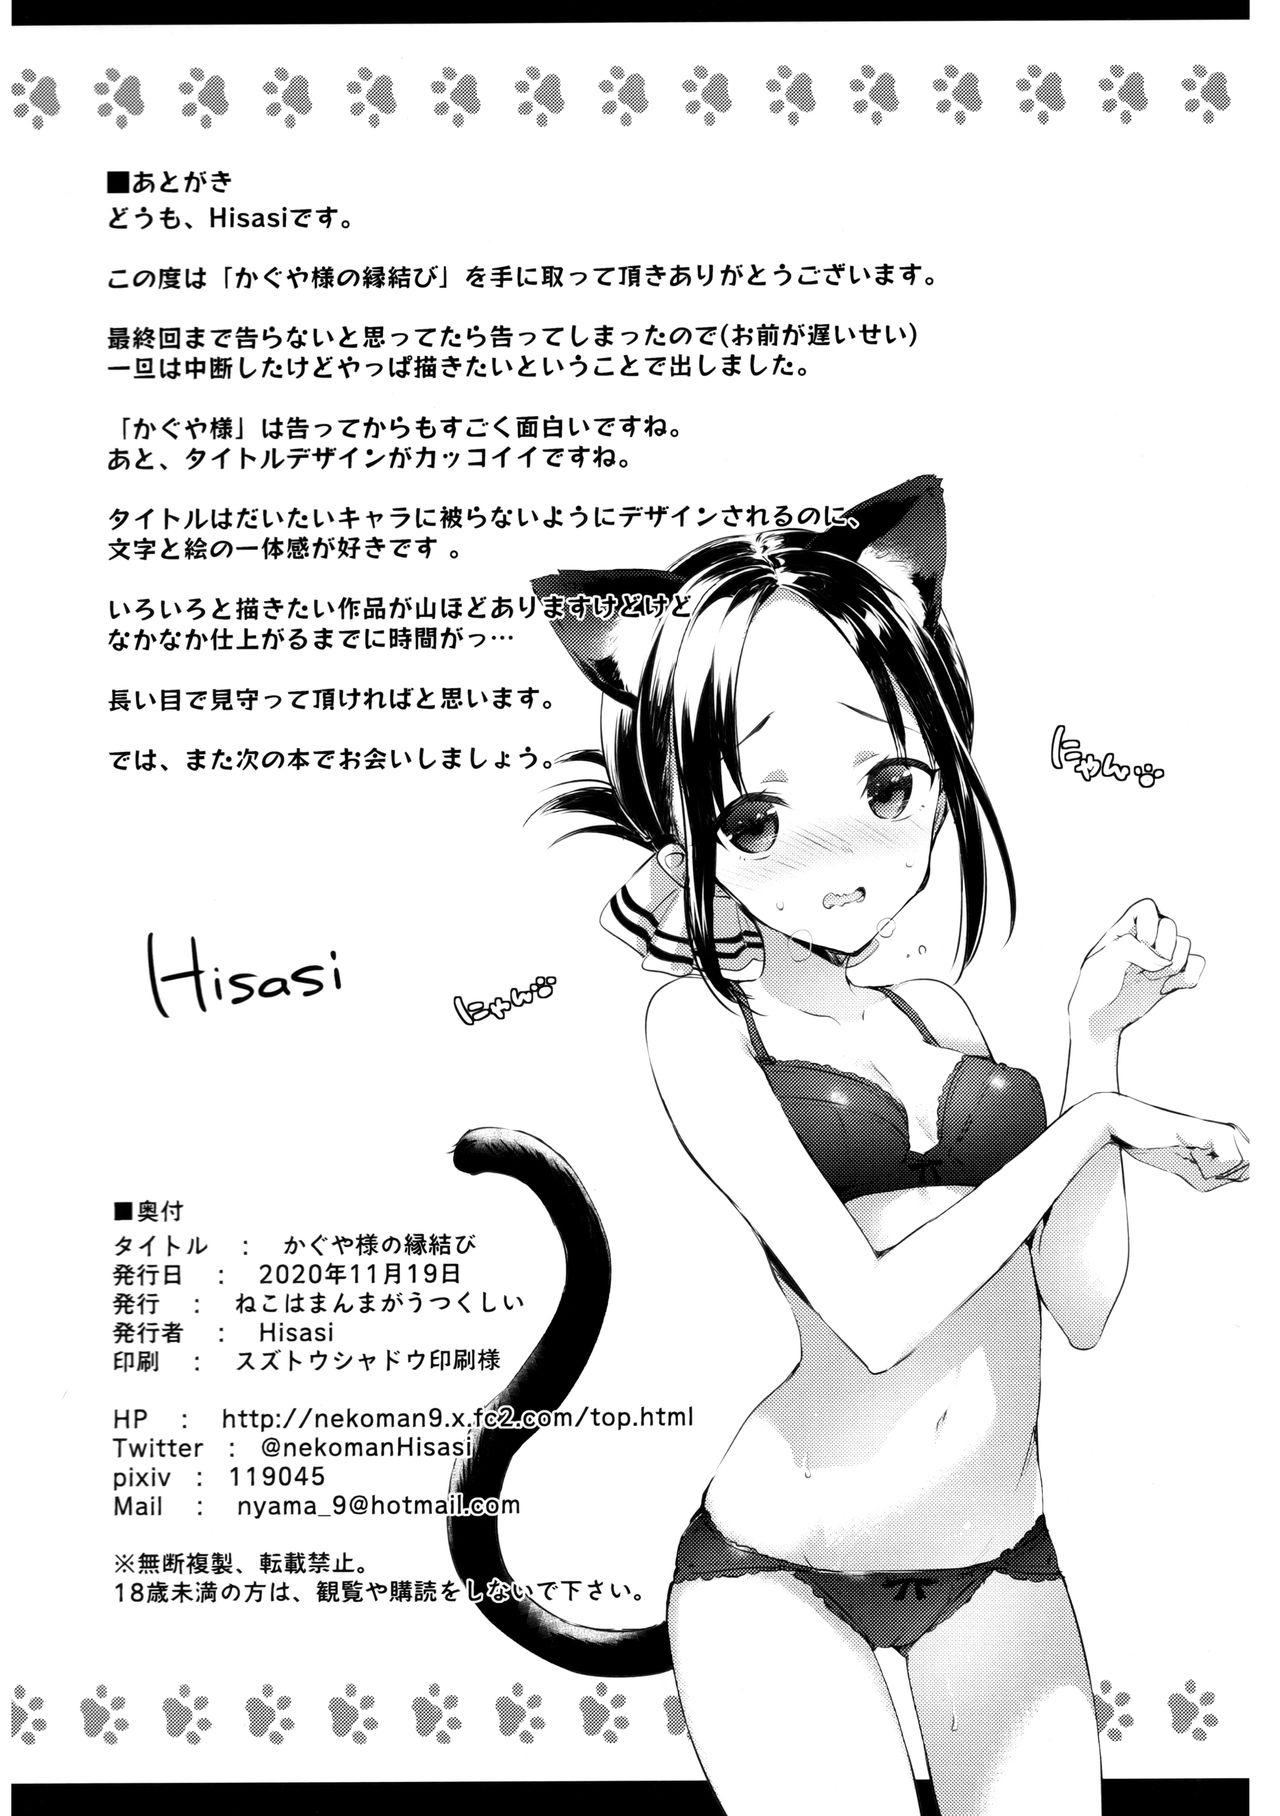 ■あとがき
どうも、Hisasiです。
この度は「かぐや様の縁結び」を手に取って頂きありがとうございます。
最終回まで告らないと思ってたら告ってしまったので(お前が遅いせい)
一旦は中断したけどやっぱ描きたいということで出しました。
「かぐや様」は告ってからもすごく面白いですね。
あと、タイトルデザインがカッコイイですね。
タイトルはだいたいキャラに被らないようにデザインされるのに、
文字と絵の一体感が好きです 。
いろいろと描きたい作品が山ほどありますけどけど
なかなか仕上がるまでに時間がっ…
長い目で見守って頂ければと思います。
では、また次の本でお会いしましょう。
にゃん
Hisasi
にゃん
■奥付
タイトル ： かぐや様の縁結び
発行日 ： 2020年11月19日
発行 ： ねこはまんまがうつくしい
発行者 ： Hisasi
印刷 ： スズトウシャドウ印刷様
HP ： http://nekoman9.x.fc2.com/top.html
Twitter ： @nekomanHisasi
pixiv ： 119045
Mail ： nyama_9@hotmail.com
※無断複製、転載禁止。
18歳未満の方は、観覧や購読をしないで下さい。